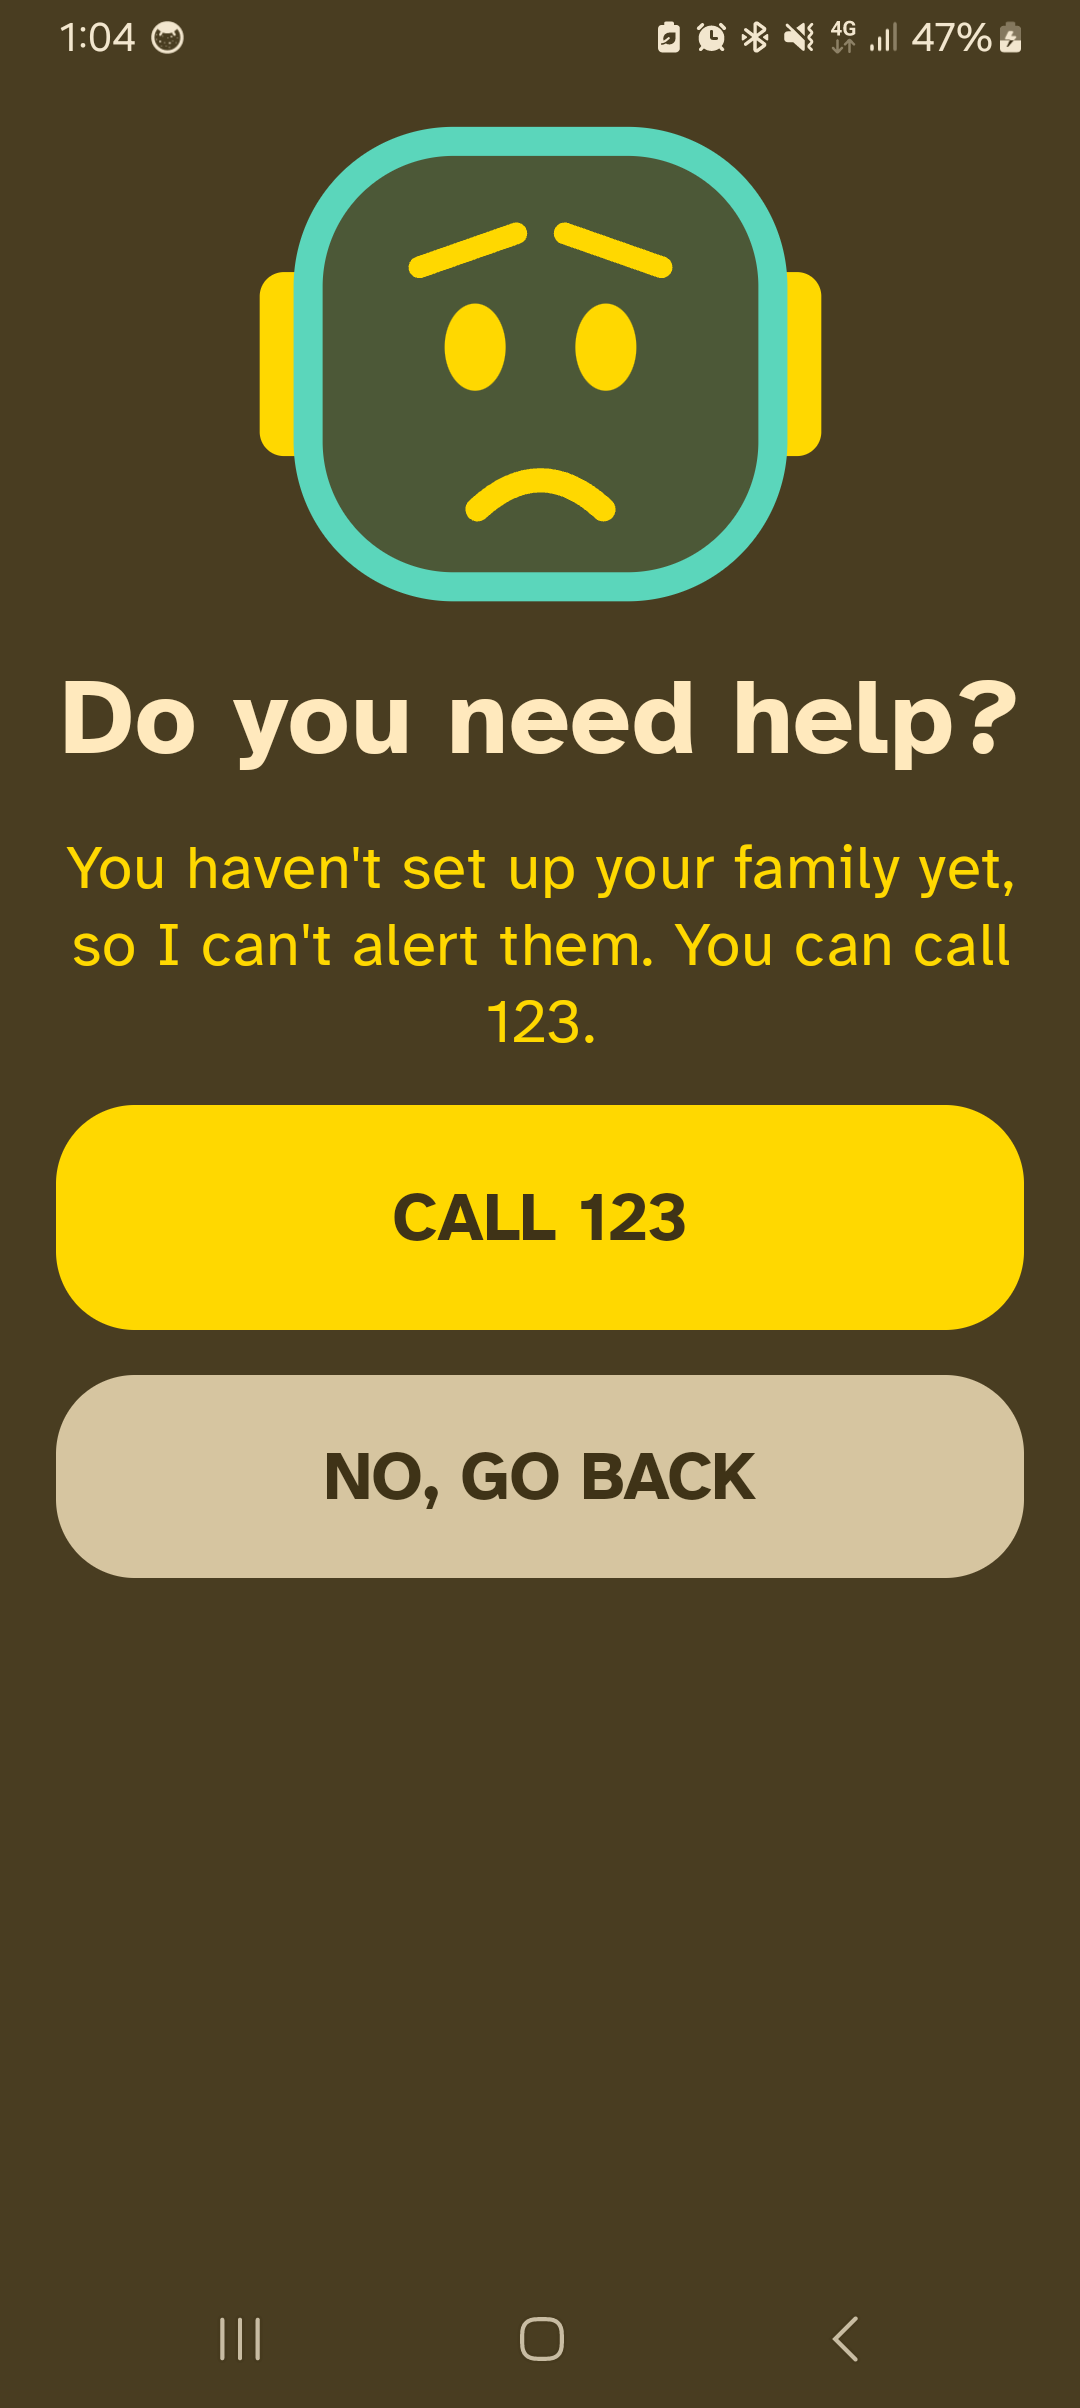 1:04
4G
47%
Do you need help?
You haven't set up your family yet,
so I can't alert them. You can call
123.
CALL 123
NO, GO BACK